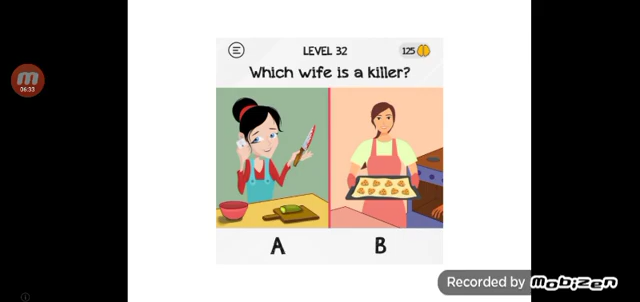 06:33
LEVEL 32
125
Which wife is a killer?
A
B
Recorded by
mobizen